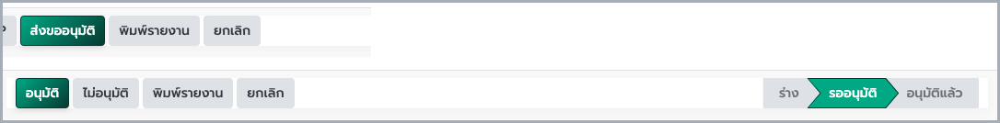 ส่งขออนุมัติ พิมพ์รายงาน ยกเลิก
อนุมัติ ไม่อนุมัติ พิมพ์รายงาน ยกเลิก ร่าง รออนุมัติ อนุมัติแล้ว